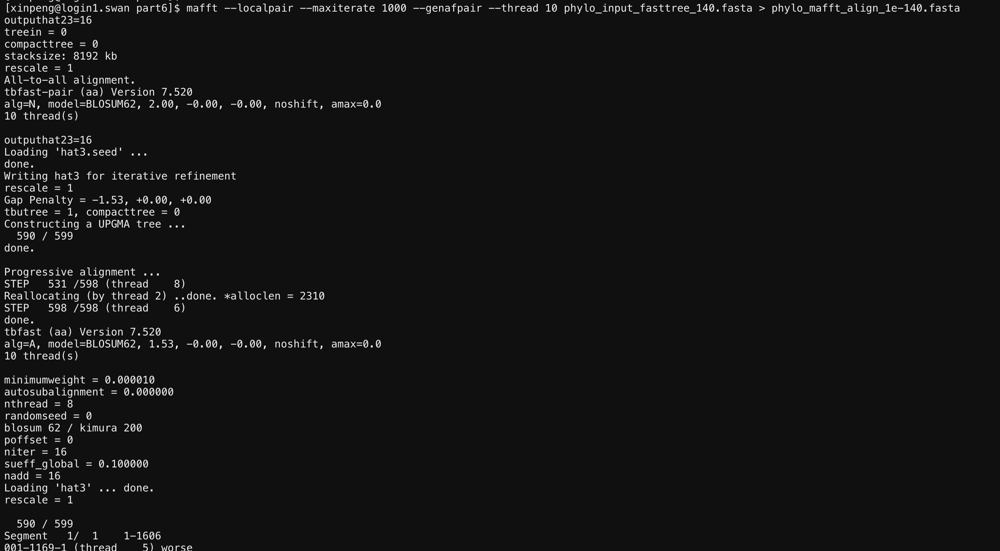 [xinpeng@login1.swan part6]$ mafft --localpair --maxiterate 1000 --genafpair --thread 10 phylo_input_fasttree_140.fasta > phylo_mafft_align_1e-140.fasta
outputhat23=16
treein = 0
compacttree = 0
stacksize: 8192 kb
rescale = 1
All-to-all alignment.
tbfast-pair (aa) Version 7.520
alg=N, model=BLOSUM62, 2.00, -0.00, -0.00, noshift, amax=0.0
10 thread(s)

outputhat23=16
Loading 'hat3.seed' ...
done.
Writing hat3 for iterative refinement
rescale = 1
Gap Penalty = -1.53, +0.00, +0.00
tbutree = 1, compacttree = 0
Constructing a UPGMA tree ...
  590 / 599
done.

Progressive alignment ...
STEP   531 /598 (thread    8)
Reallocating (by thread 2) ..done. *alloclen = 2310
STEP   598 /598 (thread    6)
done.
tbfast (aa) Version 7.520
alg=A, model=BLOSUM62, 1.53, -0.00, -0.00, noshift, amax=0.0
10 thread(s)

minimumweight = 0.000010
autosubalignment = 0.000000
nthread = 8
randomseed = 0
blosum 62 / kimura 200
poffset = 0
niter = 16
sueff_global = 0.100000
nadd = 16
Loading 'hat3' ... done.
rescale = 1

  590 / 599
Segment   1/  1    1-1606
001-1169-1 (thread    5) worse